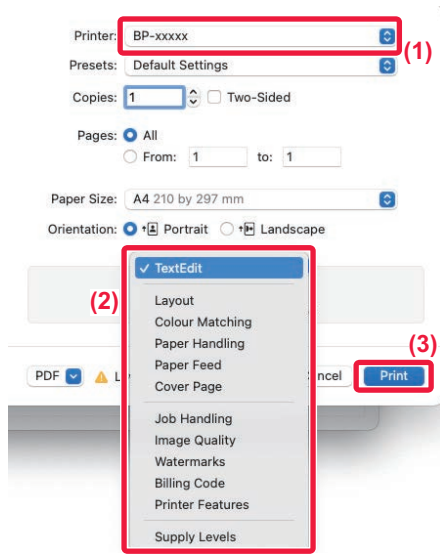 Printer: BP-xxxxx
(1)
Presets: Default Settings
Copies: 1 Two-Sided
Pages: All
From: 1 to: 1
Paper Size: A4 210 by 297 mm
Orientation: Portrait Landscape
✓ TextEdit
(2)
Layout
Colour Matching
Paper Handling
Paper Feed
Cover Page
(3)
PDF L ncel Print
Job Handling
Image Quality
Watermarks
Billing Code
Printer Features
Supply Levels